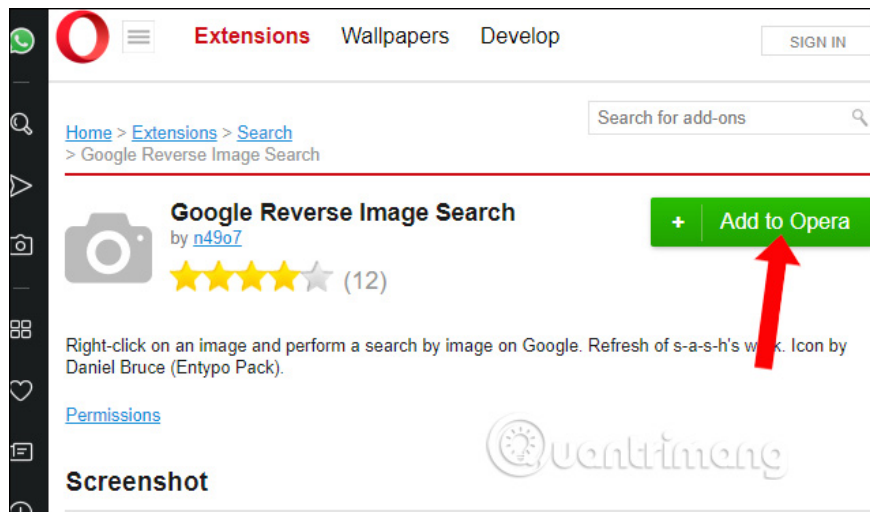 Extensions Wallpapers Develop SIGN IN
Search for add-ons
Home > Extensions > Search
> Google Reverse Image Search
Google Reverse Image Search
by n49o7
(12)
+ Add to Opera
Right-click on an image and perform a search by image on Google. Refresh of s-a-s-h's work. Icon by
Daniel Bruce (Entypo Pack).
Permissions
Quantrimang
Screenshot